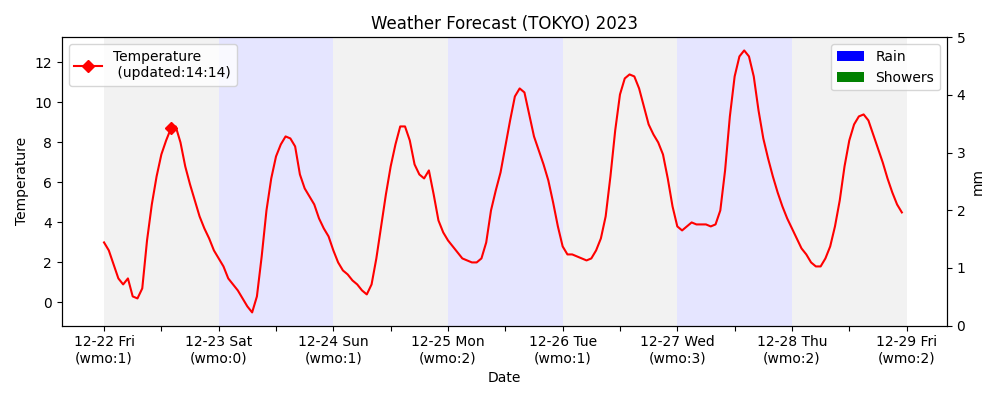 Weather Forecast (TOKYO) 2023
Temperature
(updated:14:14)
Rain
Showers
12
10
8
6
4
2
0
Temperature
5
4
3
2
1
0
mm
12-22 Fri
(wmo:1)
12-23 Sat
(wmo:0)
12-24 Sun
(wmo:1)
12-25 Mon
(wmo:2)
12-26 Tue
(wmo:1)
12-27 Wed
(wmo:3)
12-28 Thu
(wmo:2)
12-29 Fri
(wmo:2)
Date